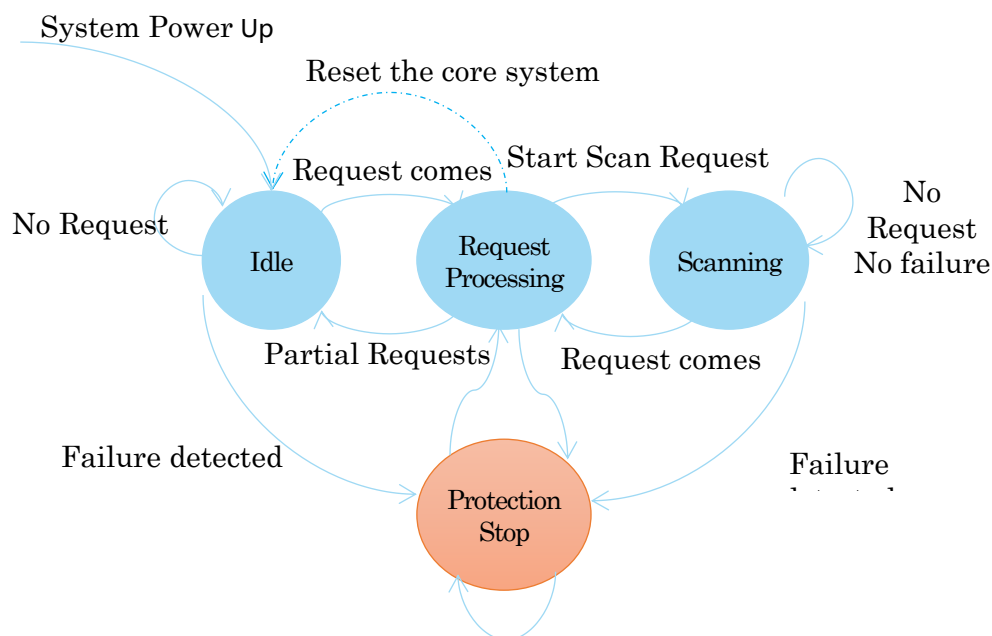 System Power Up
Reset the core system
Request comes
Start Scan Request
No Request
No
Request
No failure
Idle
Request
Processing
Scanning
Partial Requests
Request comes
Failure detected
Failure
Protection
Stop